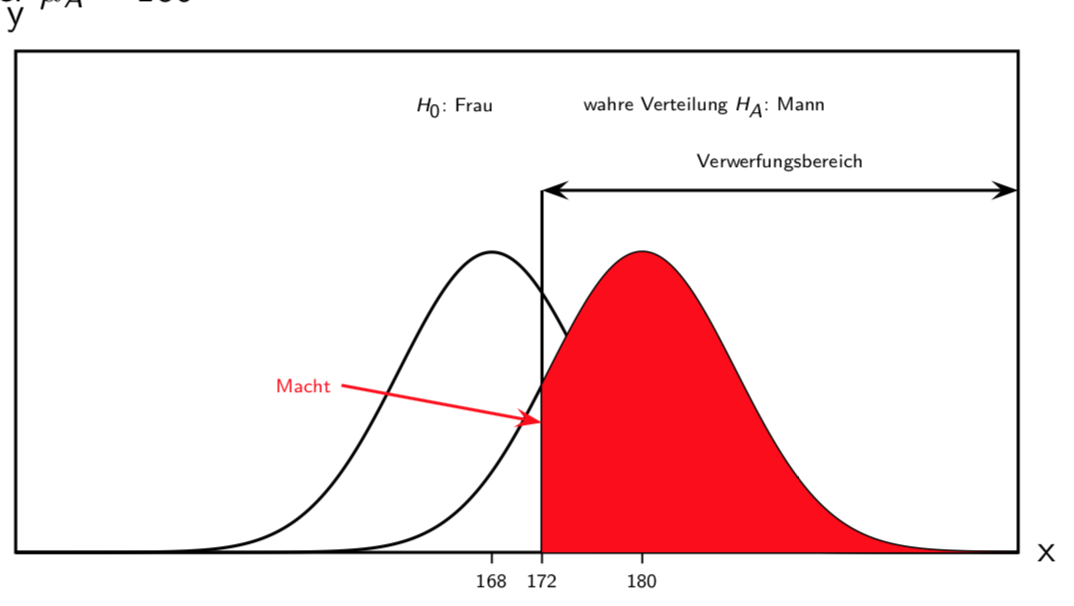 y
H0: Frau
wahre Verteilung HA: Mann
Verwerfungsbereich
Macht
x
168 172 180